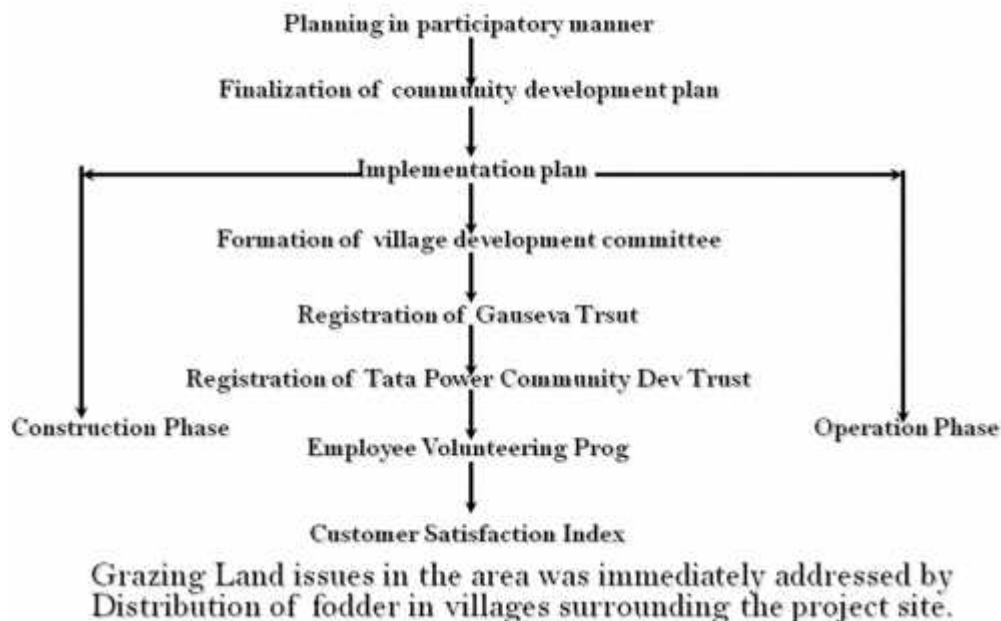 Planning in participatory manner
Finalization of community development plan
Implementation plan
Formation of village development committee
Registration of Gauseva Trsut
Registration of Tata Power Community Dev Trust
Construction Phase
Operation Phase
Employee Volunteering Prog
Customer Satisfaction Index
Grazing Land issues in the area was immediately addressed by
Distribution of fodder in villages surrounding the project site.